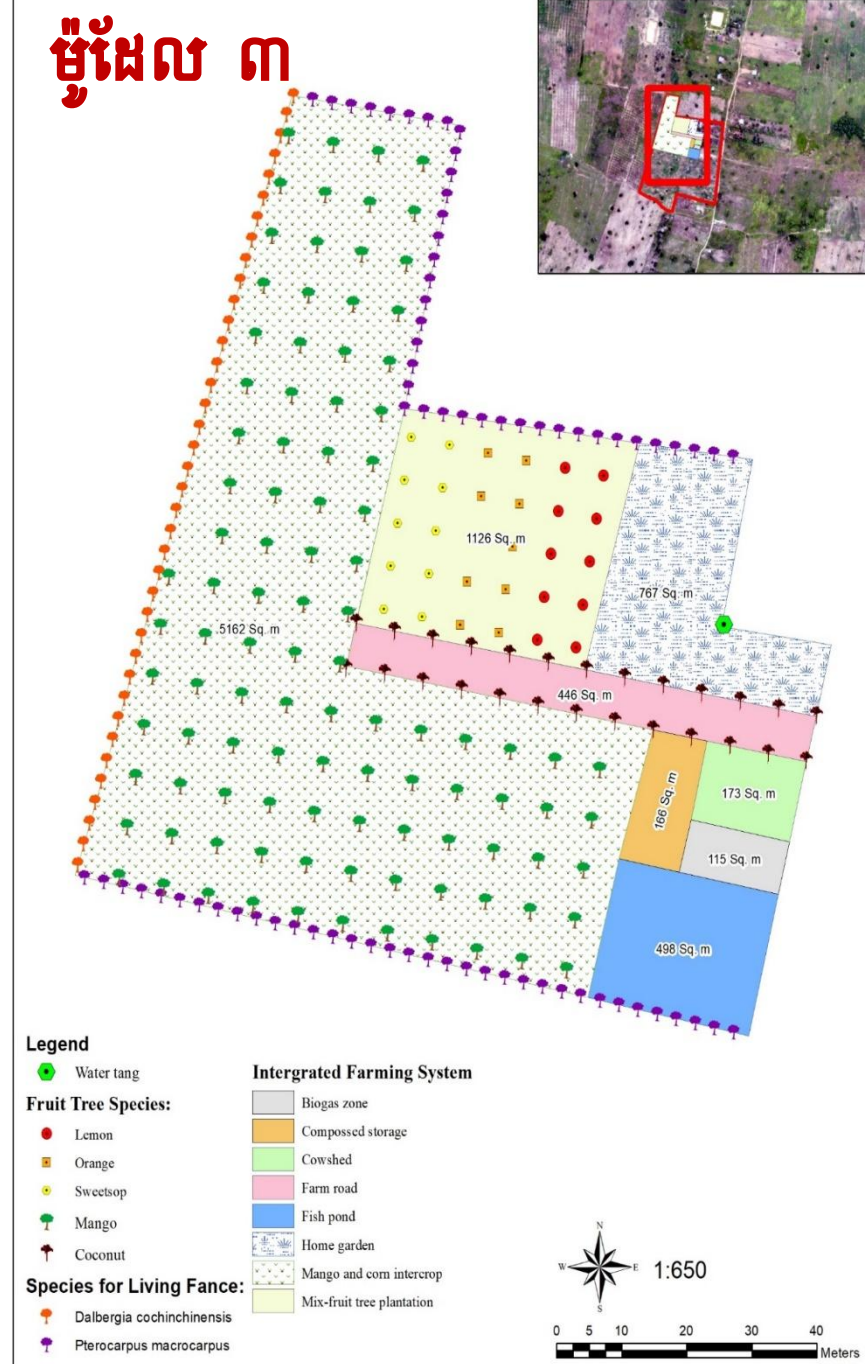 ម៉ូដែល ៣
1126 Sq. m
767 Sq. m
5162 Sq. m
446 Sq. m
166 Sq. m
173 Sq. m
115 Sq. m
498 Sq. m
Legend
Water tang
Fruit Tree Species:
Lemon
Orange
Sweetsop
Mango
Coconut
Species for Living Fance:
Dalbergia cochinchinensis
Pterocarpus macrocarpus
Intergrated Farming System
Biogas zone
Compossed storage
Cowshed
Farm road
Fish pond
Home garden
Mango and corn intercrop
Mix-fruit tree plantation
N
W E
S
1:650
0 5 10 20 30 40
Meters